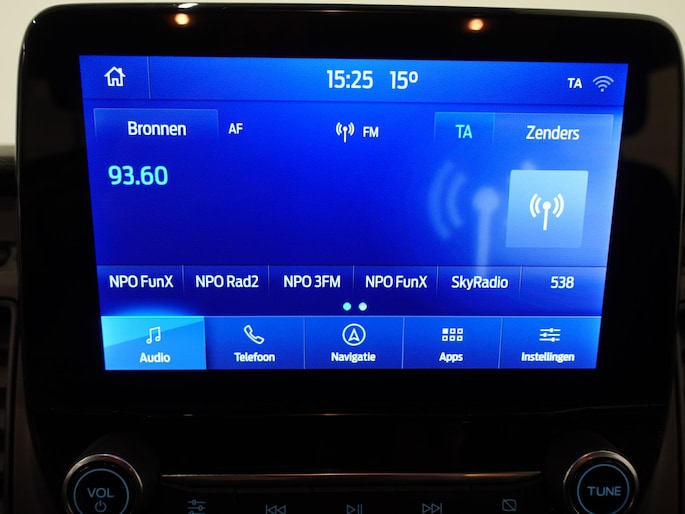 15:25 15° TA
Bronnen AF FM TA Zenders
93.60
NPO FunX NPO Rad2 NPO 3FM NPO FunX SkyRadio 538
Audio Telefoon Navigatie Apps Instellingen
VOL TUNE